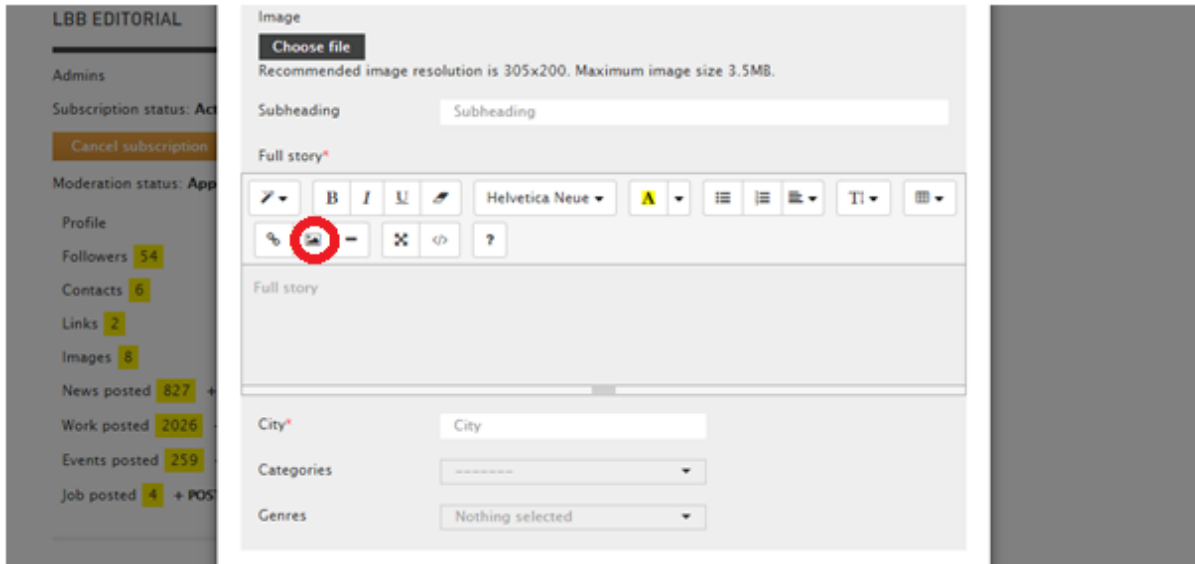 LBB EDITORIAL
Admins
Subscription status: Act
Cancel subscription
Moderation status: App
Profile
Followers 54
Contacts 6
Links 2
Images 8
News posted 827 +
Work posted 2026
Events posted 259
Job posted 4 + POST
Image
Choose file
Recommended image resolution is 305x200. Maximum image size 3.5MB.
Subheading Subheading
Full story*
B I U Helvetica Neue A T
</> ?
Full story
City* City
Categories -------
Genres Nothing selected